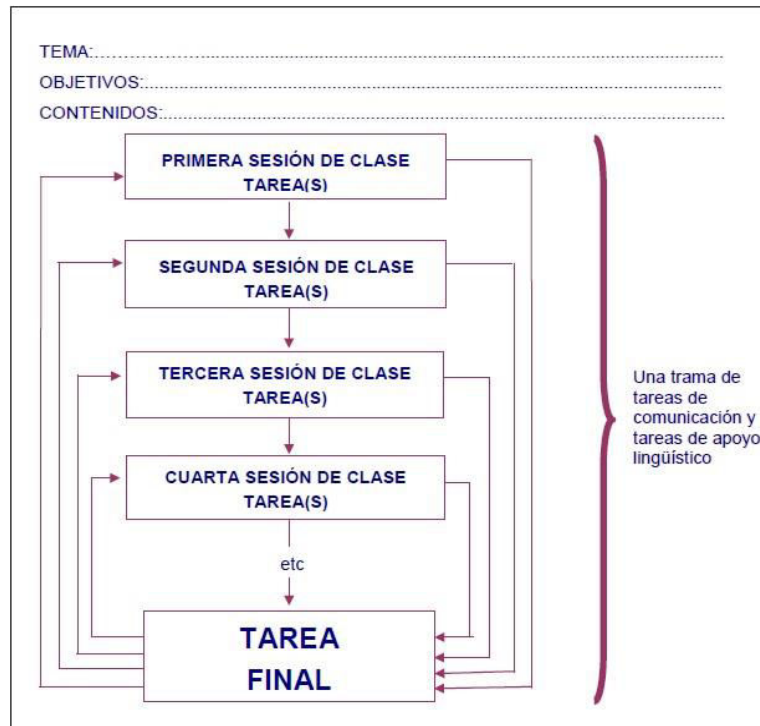 TEMA:................................................................................................................
OBJETIVOS:.........................................................................................................
CONTENIDOS:.....................................................................................................
PRIMERA SESIÓN DE CLASE
TAREA(S)
SEGUNDA SESIÓN DE CLASE
TAREA(S)
TERCERA SESIÓN DE CLASE
TAREA(S)
CUARTA SESIÓN DE CLASE
TAREA(S)
etc
TAREA
FINAL
Una trama de
tareas de
comunicación y
tareas de apoyo
lingüístico